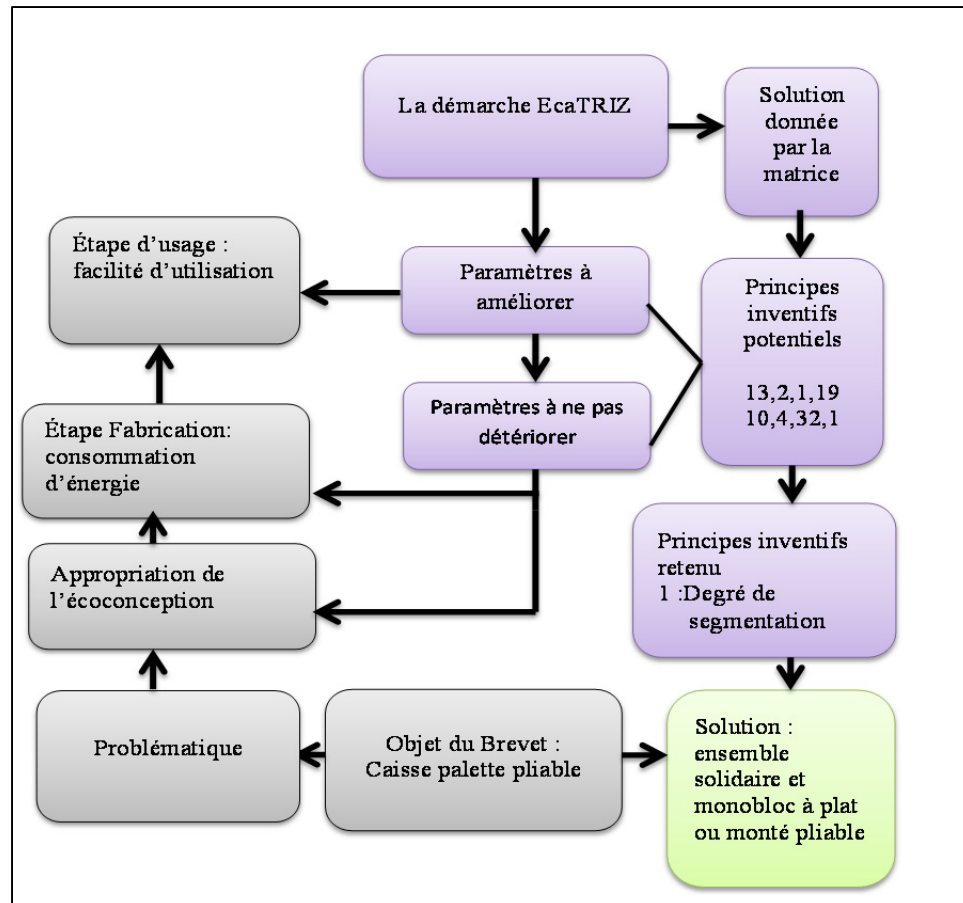 La démarche EcaTRIZ
Solution
donnée
par la
matrice
Étape d’usage :
facilité d’utilisation
Paramètres à
améliorer
Principes
inventifs
potentiels
13,2,1,19
10,4,32,1
Paramètres à ne pas
détériorer
Étape Fabrication:
consommation
d’énergie
Principes inventifs
retenu
1 :Degré de
segmentation
Appropriation de
l’écoconception
Problématique
Objet du Brevet :
Caisse palette pliable
Solution :
ensemble
solidaire et
monobloc à plat
ou monté pliable